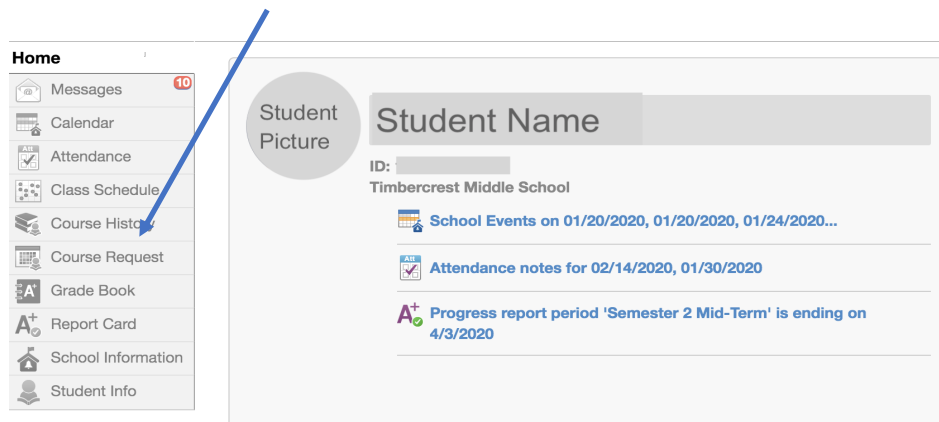 Home
Messages 10
Calendar
Attendance
Class Schedule
Course History
Course Request
Grade Book
Report Card
School Information
Student Info
Student
Picture
Student Name
ID:
Timbercrest Middle School
School Events on 01/20/2020, 01/20/2020, 01/24/2020...
Att
Attendance notes for 02/14/2020, 01/30/2020
Progress report period 'Semester 2 Mid-Term' is ending on
4/3/2020